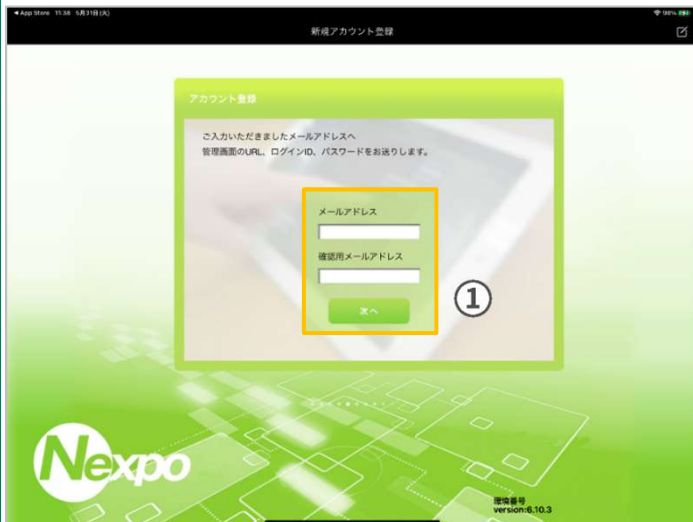 ◀App Store 11:38 5月31日(火)
98%
新規アカウント登録
アカウント登録
ご入力いただきましたメールアドレスへ
管理画面のURL、ログインID、パスワードをお送りします。
メールアドレス
確認用メールアドレス
次へ
①
Nexpo
環境番号
version:6.10.3